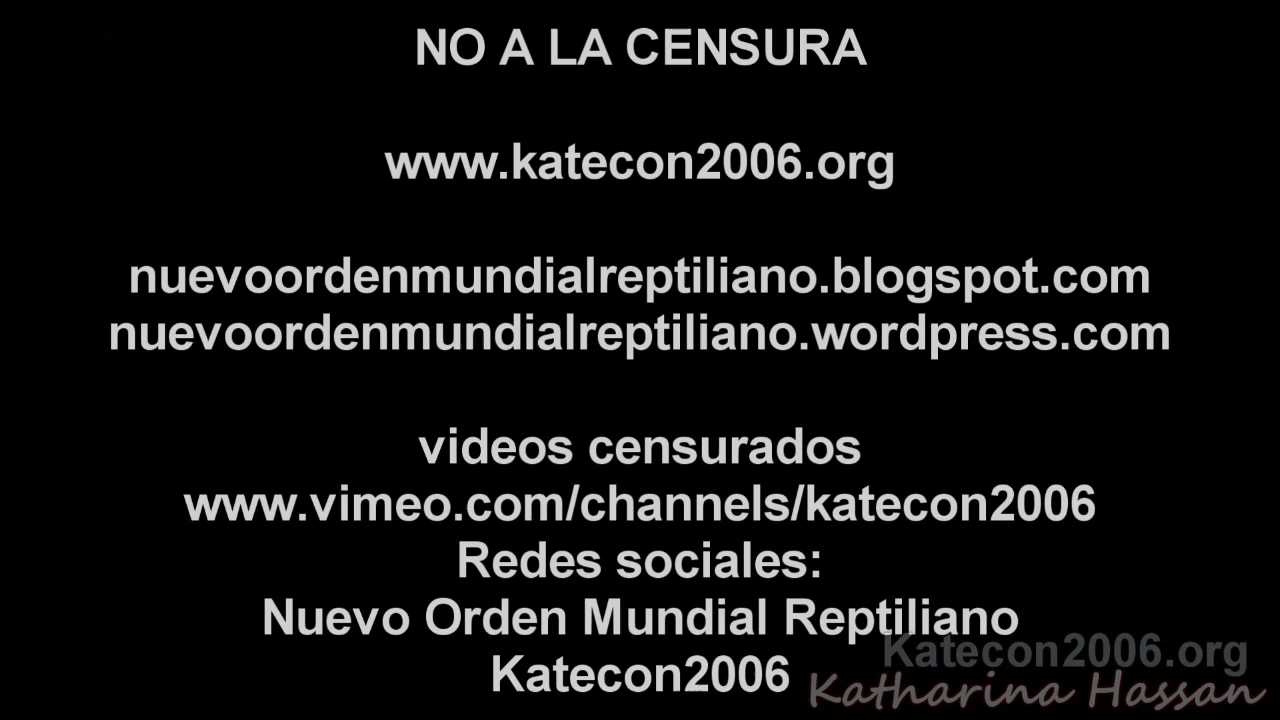 NO A LA CENSURA
www.katecon2006.org
nuevoordenmundialreptiliano.blogspot.com
nuevoordenmundialreptiliano.wordpress.com
videos censurados
www.vimeo.com/channels/katecon2006
Redes sociales:
Nuevo Orden Mundial Reptiliano
Katecon2006
Katecon2006.org
Katharina Hassan